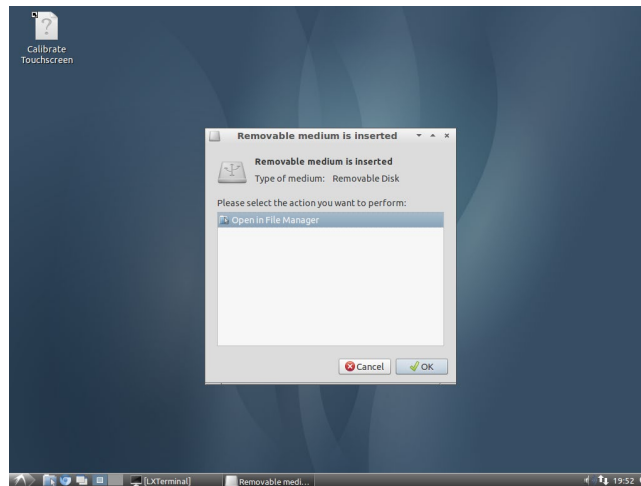 Calibrate
Touchscreen
Removable medium is inserted
Removable medium is inserted
Type of medium: Removable Disk
Please select the action you want to perform:
Open in File Manager
Cancel
OK
[LXTerminal]
Removable medi...
19:52